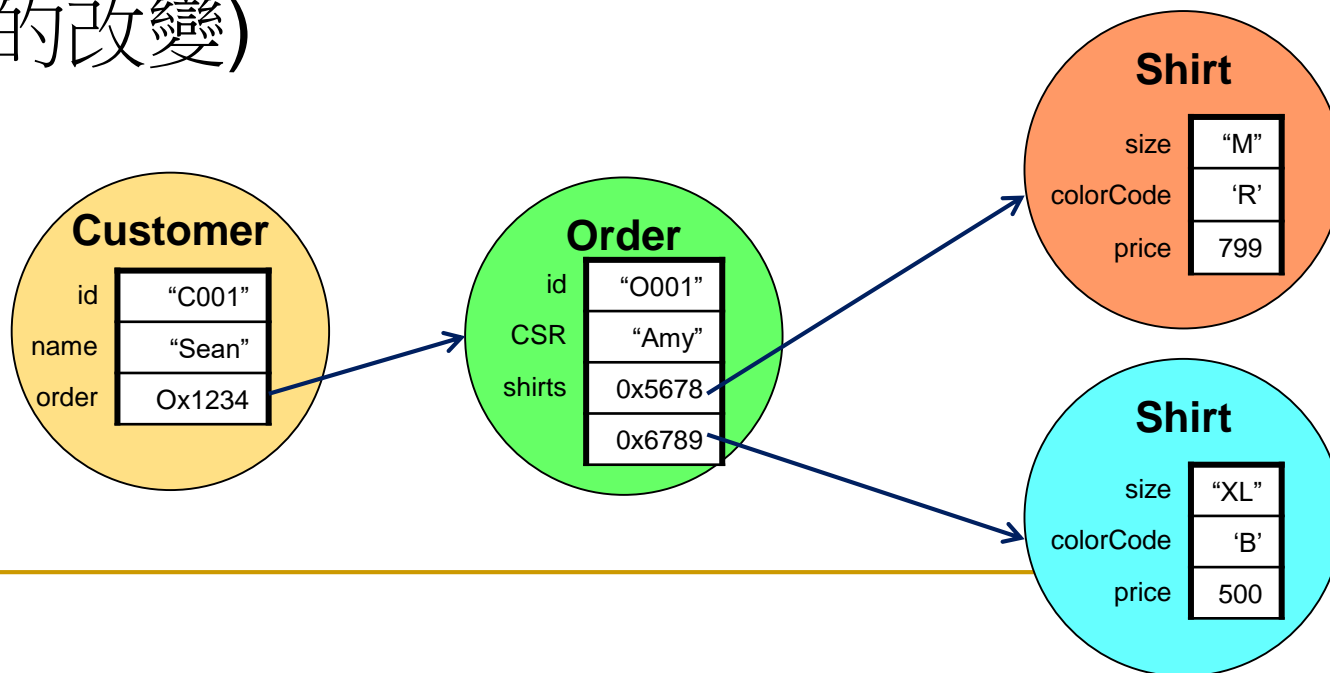 的改變)
Customer
id “C001”
name “Sean”
order Ox1234
Order
id “O001”
CSR “Amy”
shirts 0x5678
0x6789
Shirt
size “M”
colorCode ‘R’
price 799
Shirt
size “XL”
colorCode ‘B’
price 500